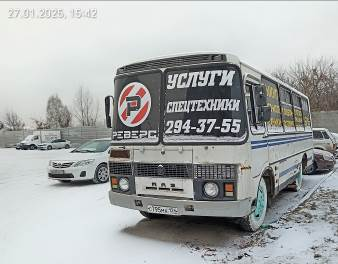 27.01.2025, 15:42
УСЛУГИ
СПЕЦТЕХНИКИ
294-37-55
РЕВЕРС
ПАЗ